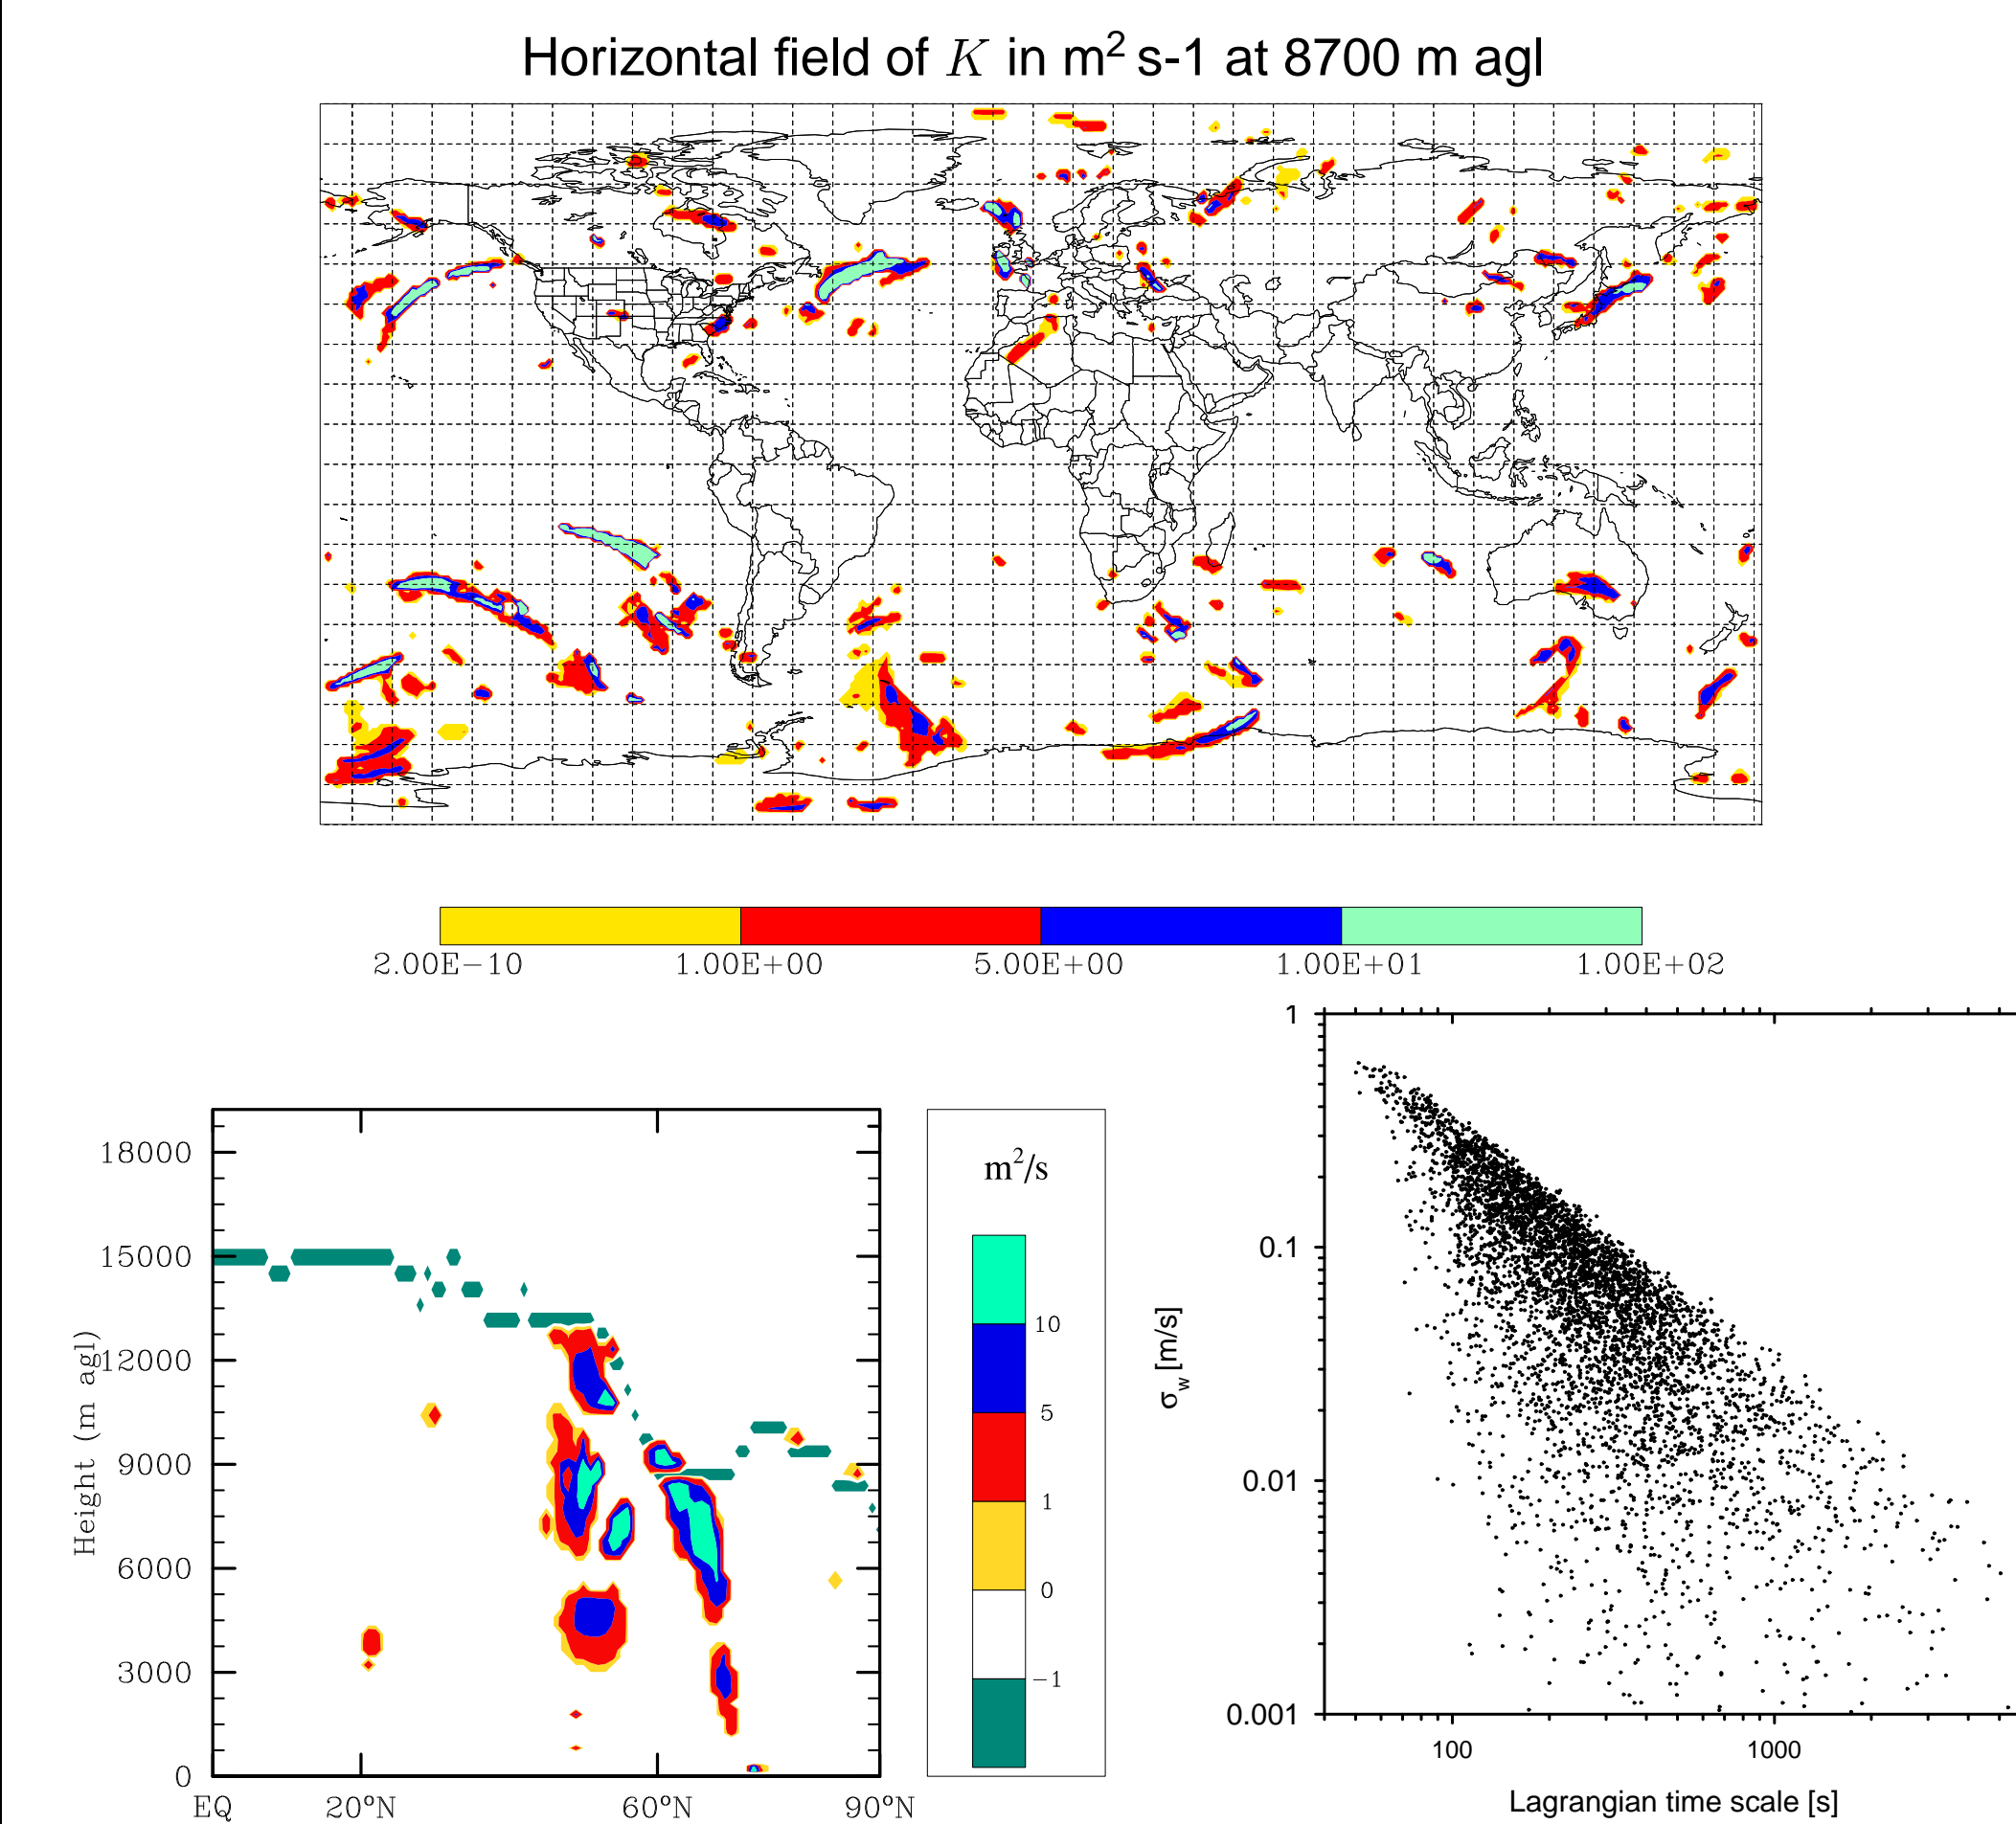 Horizontal field of K in m² s-1 at 8700 m agl
2.00E−10 1.00E+00 5.00E+00 1.00E+01 1.00E+02
Height (m agl)
18000
15000
12000
9000
6000
3000
0
EQ 20°N 60°N 90°N
m²/s
10
5
1
0
−1
σw [m/s]
1
0.1
0.01
0.001
100 1000
Lagrangian time scale [s]